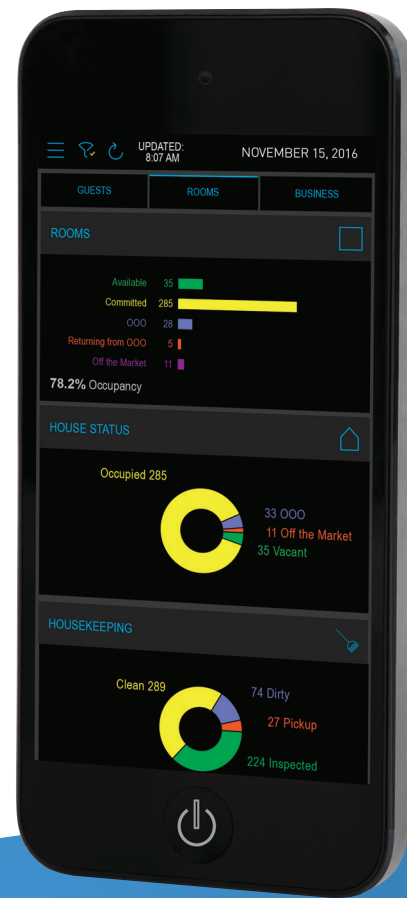 UPDATED:
8:07 AM
NOVEMBER 15, 2016
GUESTS
ROOMS
BUSINESS
ROOMS
Available 35
Committed 285
OOO 28
Returning from OOO 5
Off the Market 11
78.2% Occupancy
HOUSE STATUS
Occupied 285
33 OOO
11 Off the Market
35 Vacant
HOUSEKEEPING
Clean 289
74 Dirty
27 Pickup
224 Inspected